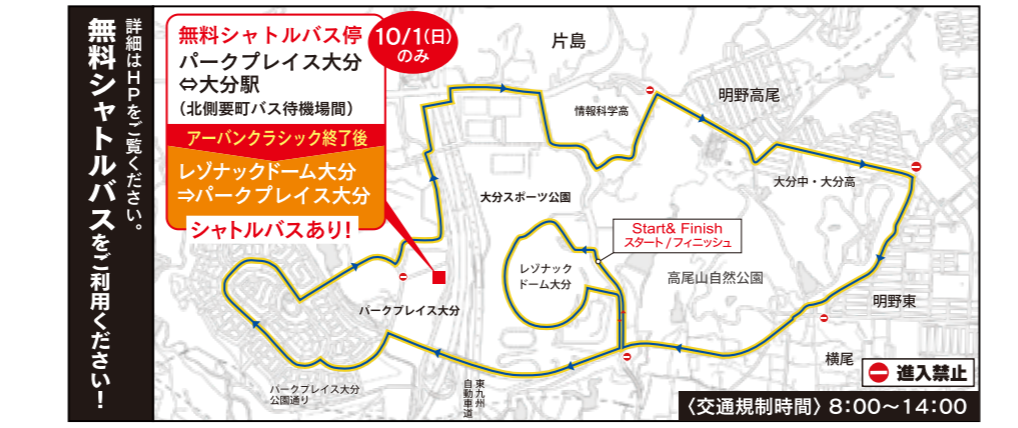 無料シャトルバスをご利用ください！
詳細はHPをご覧ください。
無料シャトルバス停
10/1(日)
のみ
パークプレイス大分
⇔大分駅
（北側要町バス待機場間）
アーバンクラシック終了後
レゾナックドーム大分
⇒パークプレイス大分
シャトルバスあり！
片島
情報科学高
明野高尾
大分中・大分高
大分スポーツ公園
Start& Finish
スタート/フィニッシュ
レゾナック
ドーム大分
高尾山自然公園
パークプレイス大分
明野東
横尾
パークプレイス大分
公園通り
東九州
自動車道
進入禁止
〈交通規制時間〉8:00～14:00